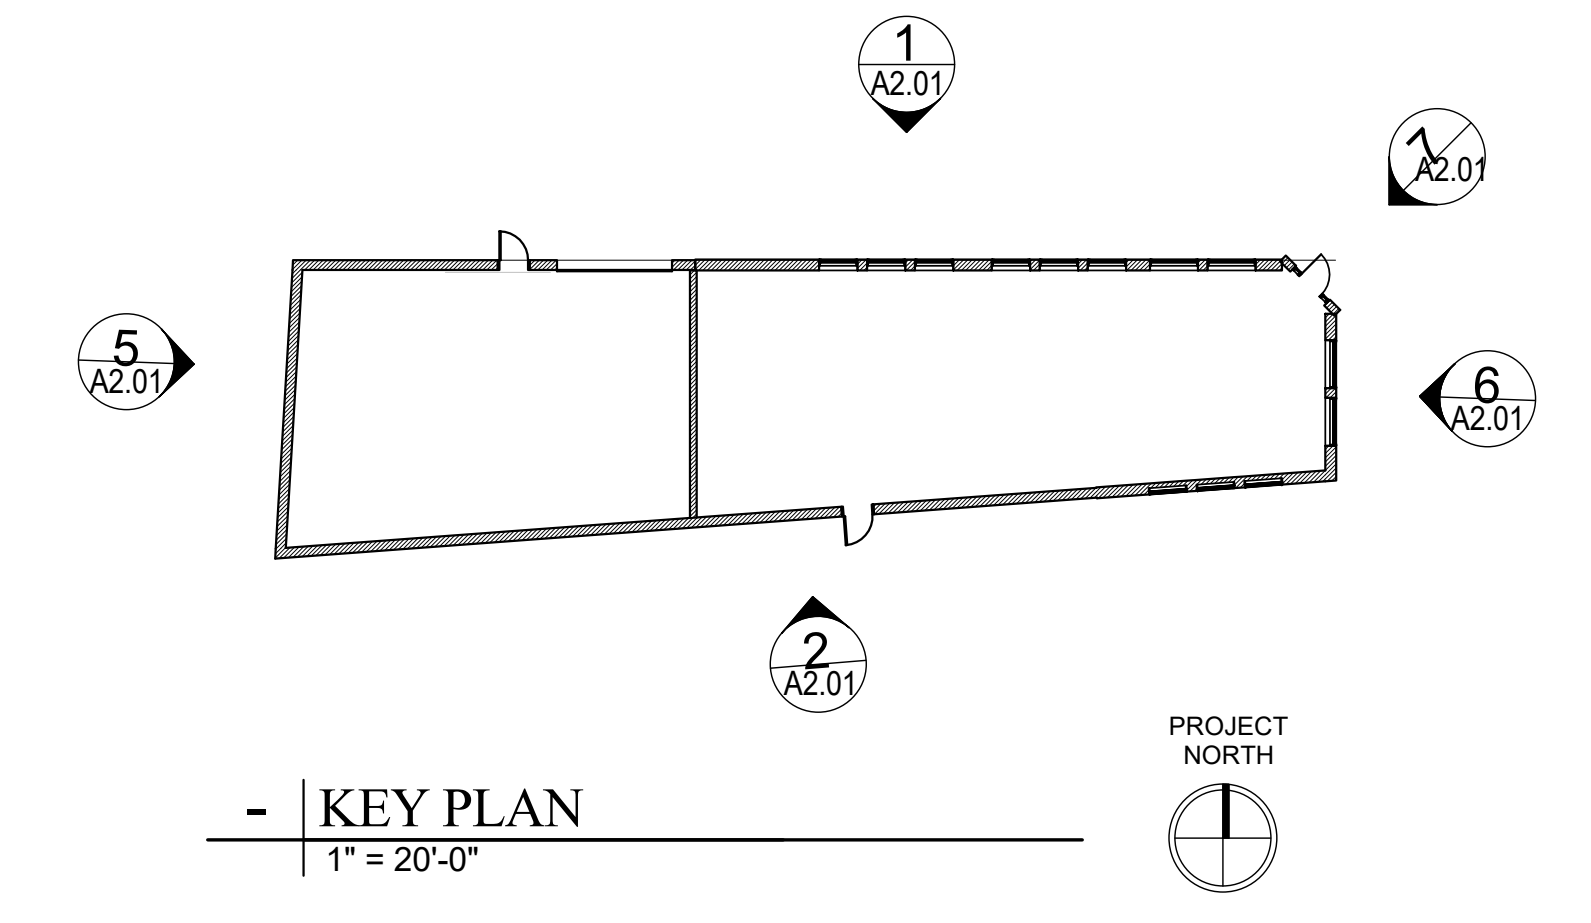 1
A2.01
7
A2.01
5
A2.01
6
A2.01
2
A2.01
PROJECT
NORTH
- KEY PLAN
1" = 20'-0"